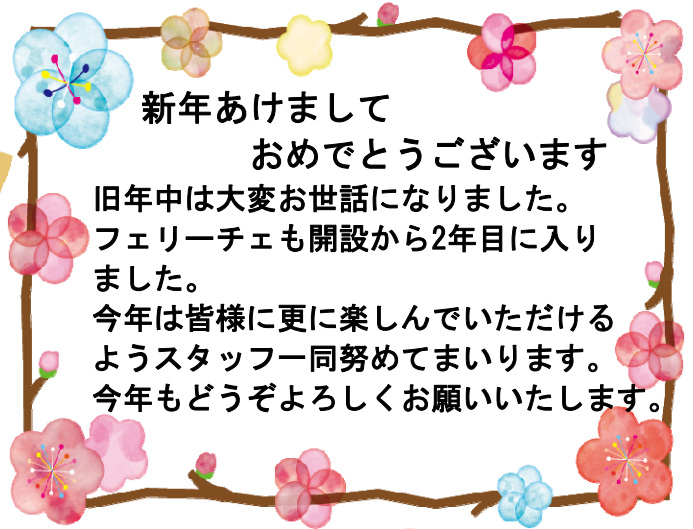 新年あけまして
おめでとうございます
旧年中は大変お世話になりました。
フェリーチェも開設から2年目に入り
ました。
今年は皆様に更に楽しんでいただける
ようスタッフ一同努めてまいります。
今年もどうぞよろしくお願いいたします。